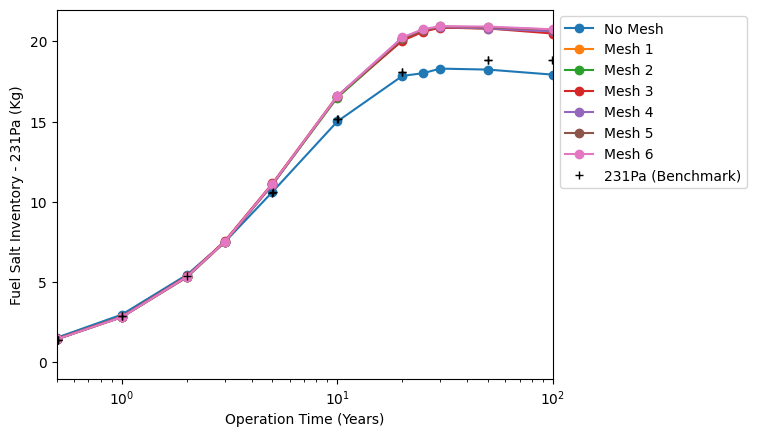 20
15
10
5
0
Fuel Salt Inventory - 231Pa (Kg)
10⁰
10¹
10²
Operation Time (Years)
No Mesh
Mesh 1
Mesh 2
Mesh 3
Mesh 4
Mesh 5
Mesh 6
231Pa (Benchmark)